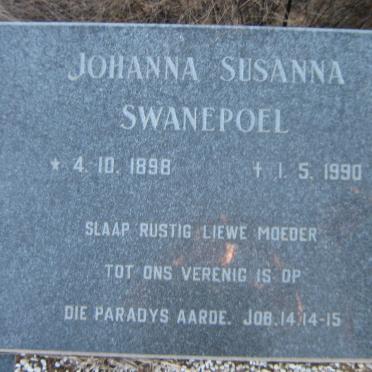 JOHANNA SUSANNA
SWANEPOEL
* 4. 10. 1898 † 1. 5. 1990
SLAAP RUSTIG LIEWE MOEDER
TOT ONS VERENIG IS OP
DIE PARADYS AARDE. JOB. 14.14-15